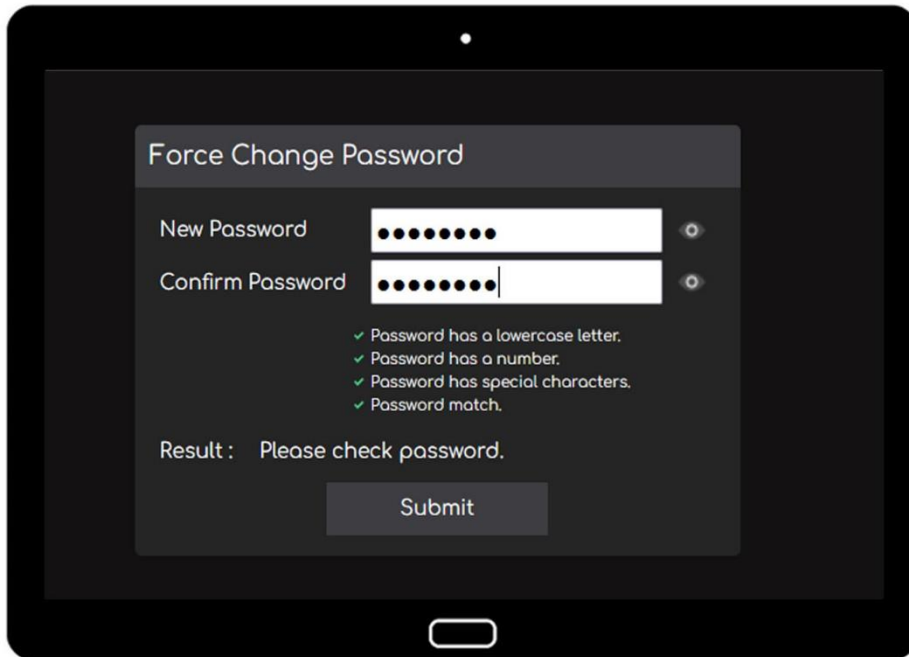 Force Change Password
New Password ●●●●●●●●
Confirm Password ●●●●●●●●
✓ Password has a lowercase letter.
✓ Password has a number.
✓ Password has special characters.
✓ Password match.
Result : Please check password.
Submit